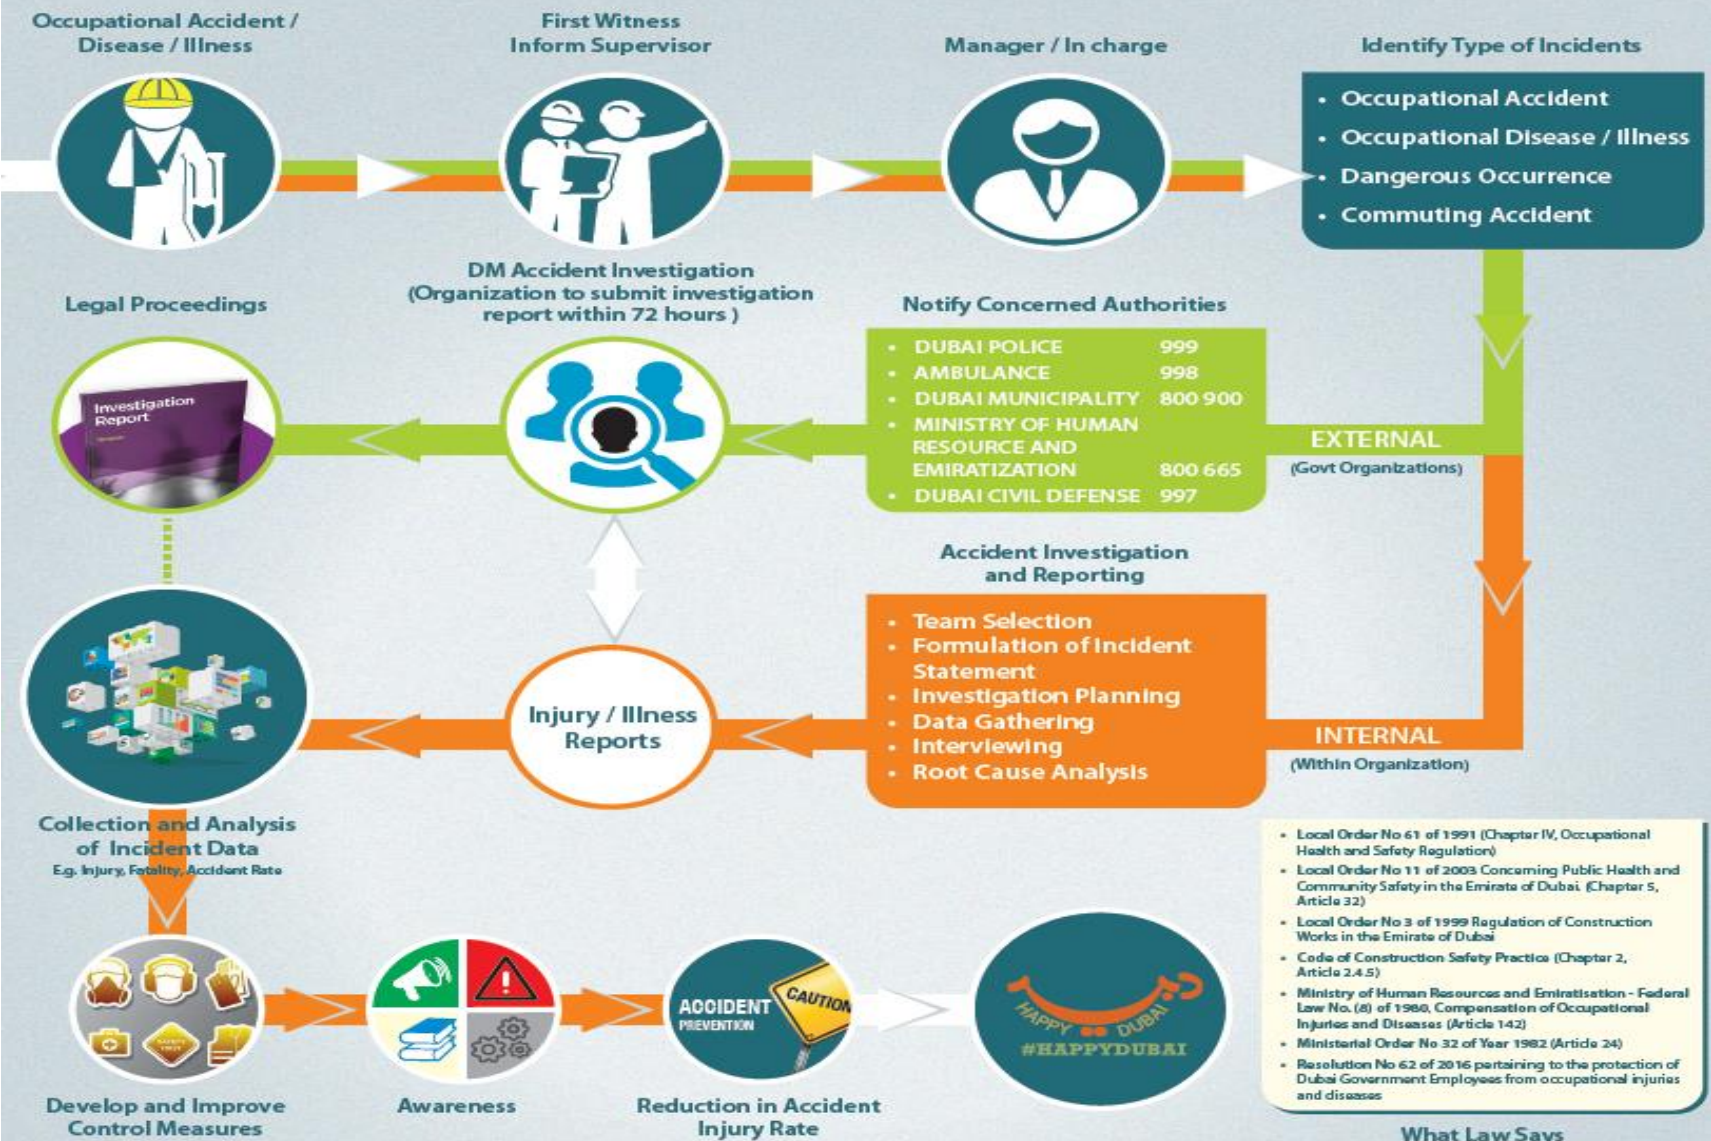 Occupational Accident /
Disease / Illness
First Witness
Inform Supervisor
Manager / In charge
Identify Type of Incidents
• Occupational Accident
• Occupational Disease / Illness
• Dangerous Occurrence
• Commuting Accident
Legal Proceedings
DM Accident Investigation
(Organization to submit investigation
report within 72 hours )
Notify Concerned Authorities
Investigation
Report
• DUBAI POLICE 999
• AMBULANCE 998
• DUBAI MUNICIPALITY 800 900
• MINISTRY OF HUMAN
RESOURCE AND
EMIRATIZATION 800 665
• DUBAI CIVIL DEFENSE 997
EXTERNAL
(Govt Organizations)
Accident Investigation
and Reporting
• Team Selection
• Formulation of Incident
Statement
• Investigation Planning
• Data Gathering
• Interviewing
• Root Cause Analysis
INTERNAL
(Within Organization)
Injury / Illness
Reports
Collection and Analysis
of Incident Data
E.g. Injury, Fatality, Accident Rate
• Local Order No 61 of 1991 (Chapter IV, Occupational
Health and Safety Regulation)
• Local Order No 11 of 2003 Concerning Public Health and
Community Safety in the Emirate of Dubai. (Chapter 5,
Article 32)
• Local Order No 3 of 1999 Regulation of Construction
Works in the Emirate of Dubai
• Code of Construction Safety Practice (Chapter 2,
Article 2.4.5)
• Ministry of Human Resources and Emiratisation - Federal
Law No. (8) of 1980, Compensation of Occupational
Injuries and Diseases (Article 142)
• Ministerial Order No 32 of Year 1982 (Article 24)
• Resolution No 62 of 2016 pertaining to the protection of
Dubai Government Employees from occupational injuries
and diseases
What Law Says
SAFETY
FIRST
ACCIDENT
PREVENTION
CAUTION
HAPPY DUBAI
#HAPPYDUBAI
Develop and Improve
Control Measures
Awareness
Reduction in Accident
Injury Rate